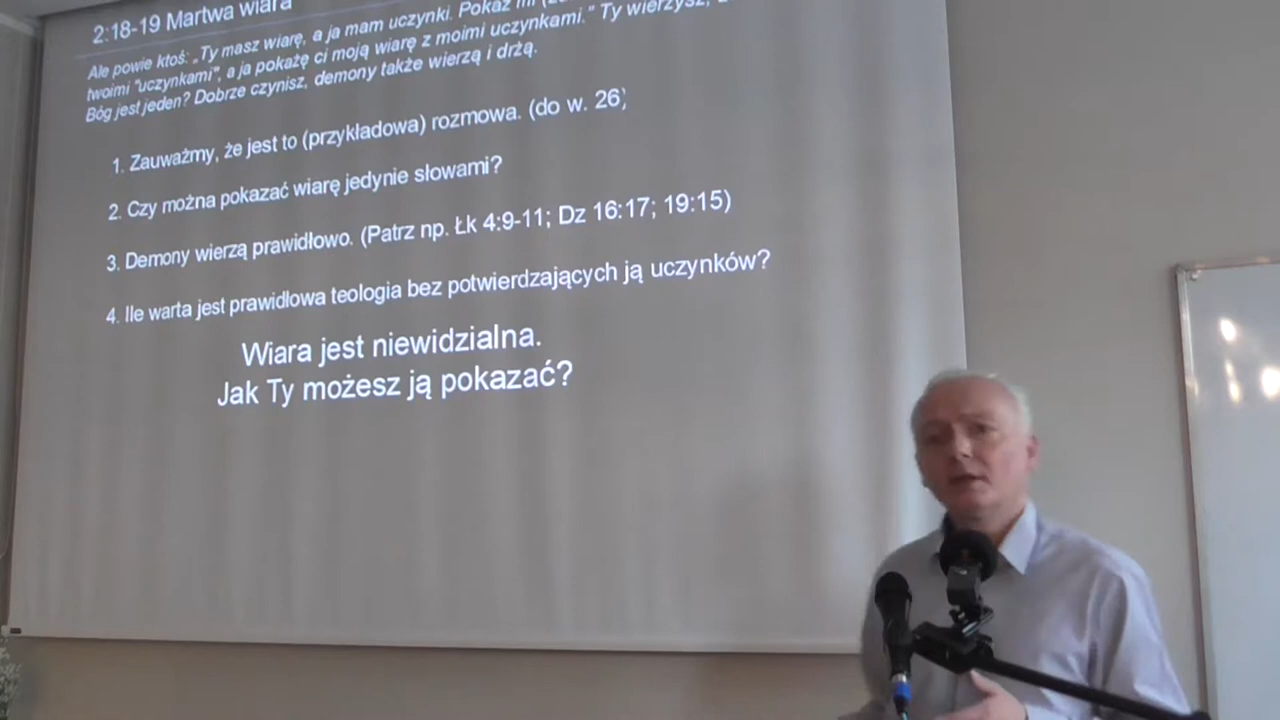 2:18-19 Martwa wiara
Ale powie ktoś: „Ty masz wiarę, a ja mam uczynki. Pokaż mi
twoimi "uczynkami", a ja pokażę ci moją wiarę z moimi uczynkami." Ty wierzysz,
Bóg jest jeden? Dobrze czynisz, demony także wierzą i drżą.
1. Zauważmy, że jest to (przykładowa) rozmowa. (do w. 26)
2. Czy można pokazać wiarę jedynie słowami?
3. Demony wierzą prawidłowo. (Patrz np. Łk 4:9-11; Dz 16:17; 19:15)
4. Ile warta jest prawidłowa teologia bez potwierdzających ją uczynków?
Wiara jest niewidzialna.
Jak Ty możesz ją pokazać?